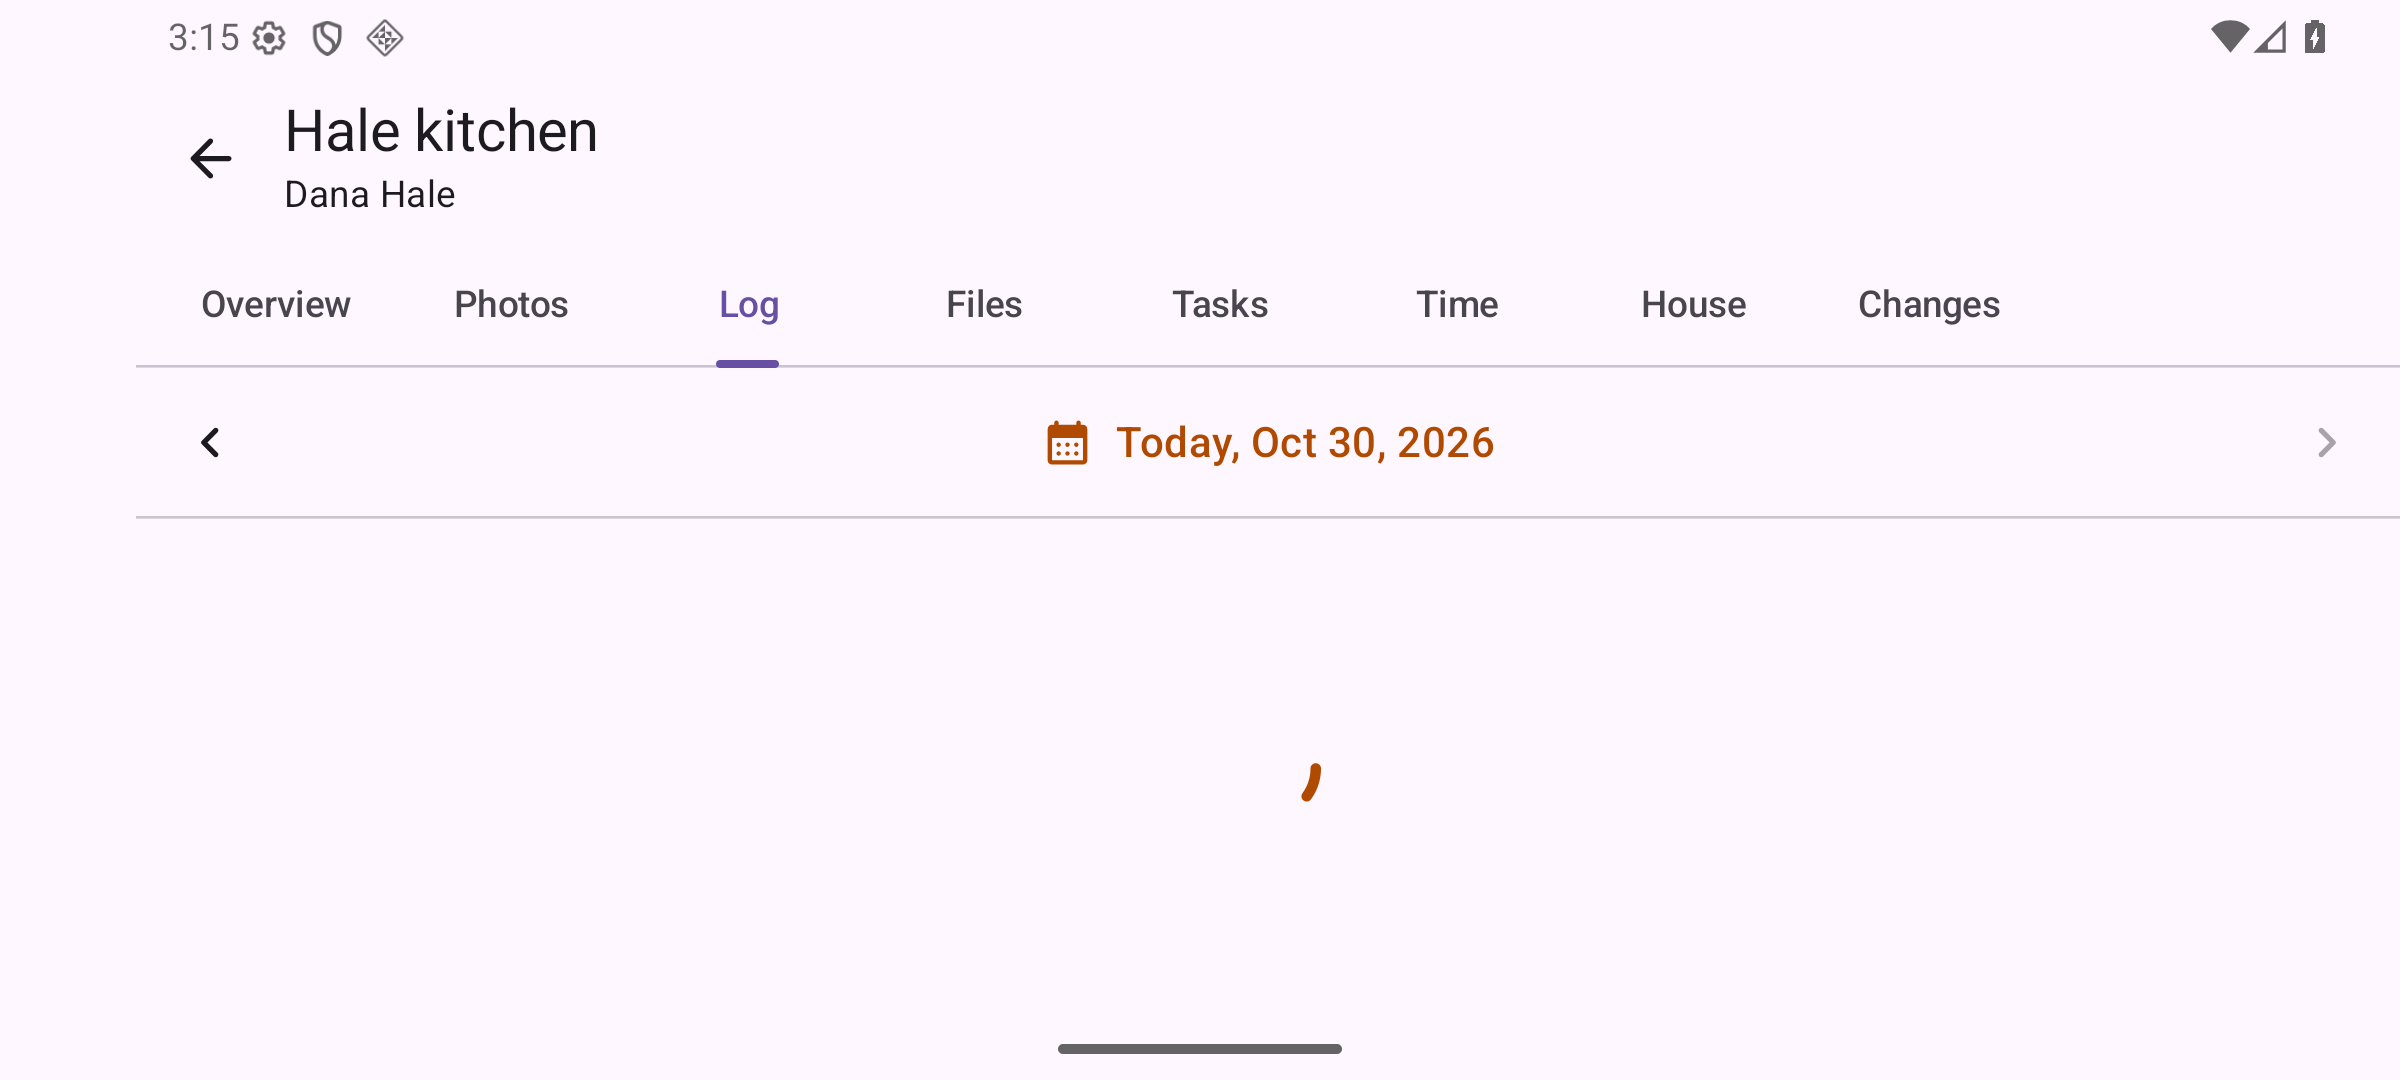 3:15
Hale kitchen
Dana Hale
Overview Photos Log Files Tasks Time House Changes
Today, Oct 30, 2026